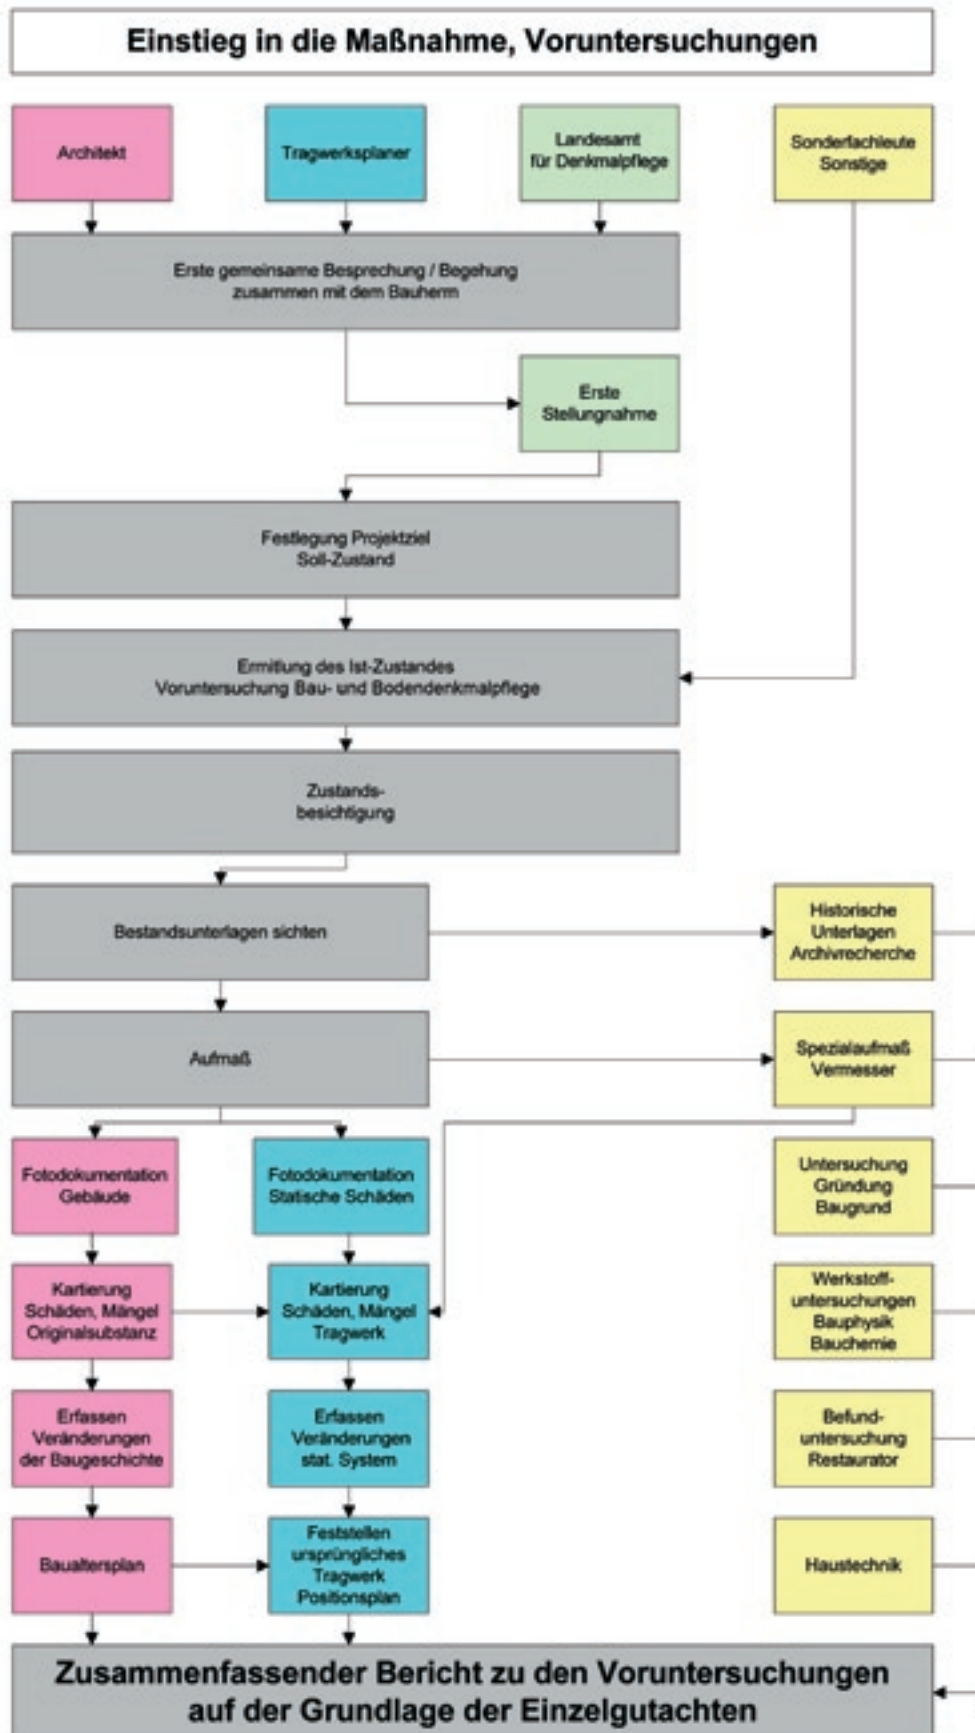 Einstieg in die Maßnahme, Voruntersuchungen
Architekt
Tragwerksplaner
Landesamt
für Denkmalpflege
Sonderfachleute
Sonstige
Erste gemeinsame Besprechung / Begehung
zusammen mit dem Bauherrn
Erste
Stellungnahme
Festlegung Projektziel
Soll-Zustand
Ermitlung des Ist-Zustandes
Voruntersuchung Bau- und Bodendenkmalpflege
Zustands-
besichtigung
Bestandsunterlagen sichten
Historische
Unterlagen
Archivrecherche
Aufmaß
Spezialaufmaß
Vermesser
Fotodokumentation
Gebäude
Fotodokumentation
Statische Schäden
Untersuchung
Gründung
Baugrund
Kartierung
Schäden, Mängel
Originalsubstanz
Kartierung
Schäden, Mängel
Tragwerk
Werkstoff-
untersuchungen
Bauphysik
Bauchemie
Erfassen
Veränderungen
der Baugeschichte
Erfassen
Veränderungen
stat. System
Befund-
untersuchung
Restaurator
Baualtersplan
Feststellen
ursprüngliches
Tragwerk
Positionsplan
Haustechnik
Zusammenfassender Bericht zu den Voruntersuchungen
auf der Grundlage der Einzelgutachten